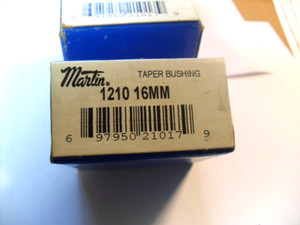 Martin TAPER BUSHING
1210 16MM
6 97950 21017 9